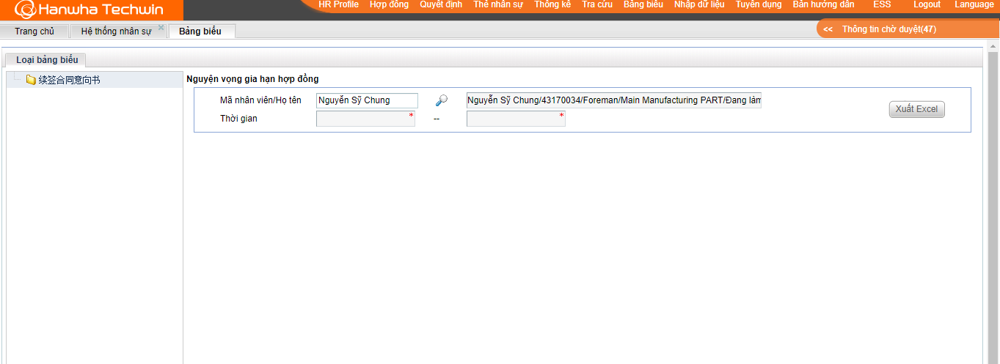 Hanwha Techwin
HR Profile Hợp đồng Quyết định Thẻ nhân sự Thống kê Tra cứu Bảng biểu Nhập dữ liệu Tuyển dụng Bản hướng dẫn ESS Logout Language
Trang chủ Hệ thống nhân sự Bảng biểu
<< Thông tin chờ duyệt(47)
Loại bảng biểu
续签合同意向书
Nguyện vọng gia hạn hợp đồng
Mã nhân viên/Họ tên Nguyễn Sỹ Chung Nguyễn Sỹ Chung/43170034/Foreman/Main Manufacturing PART/Đang làm
Xuất Excel
Thời gian * -- *